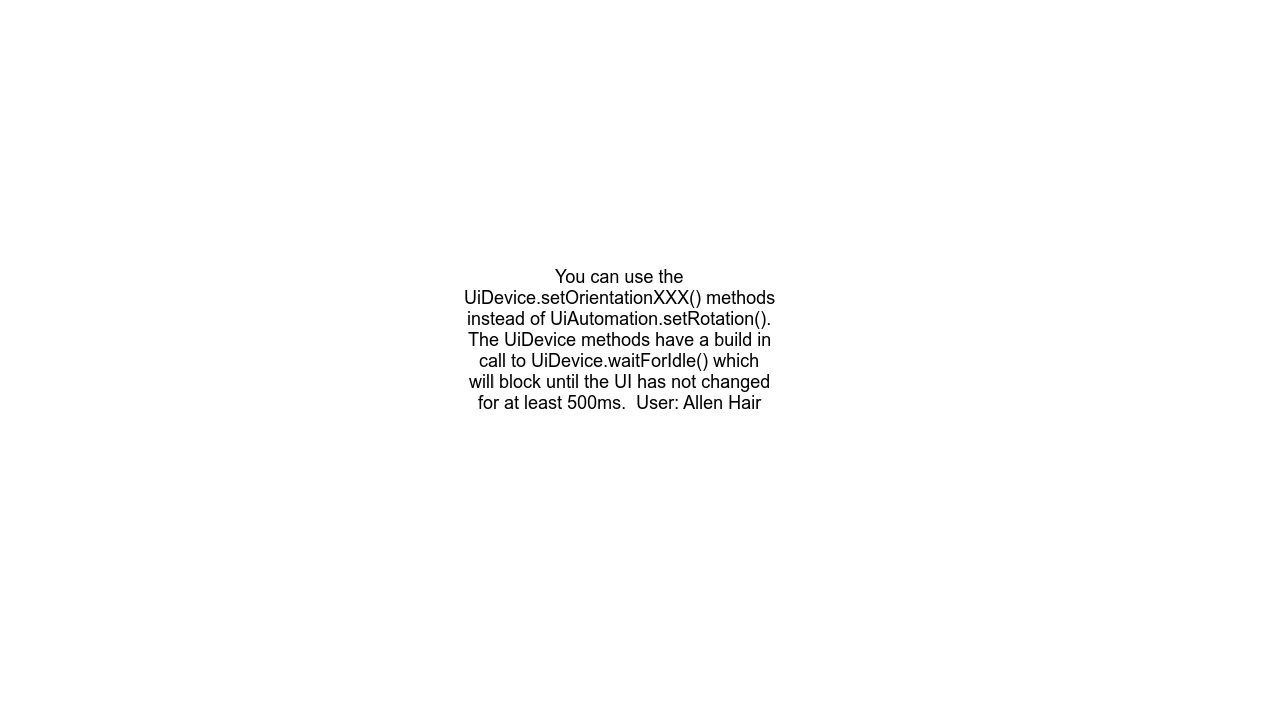 You can use the
UiDevice.setOrientationXXX() methods
instead of UiAutomation.setRotation().
The UiDevice methods have a build in
call to UiDevice.waitForIdle() which
will block until the UI has not changed
for at least 500ms.  User: Allen Hair